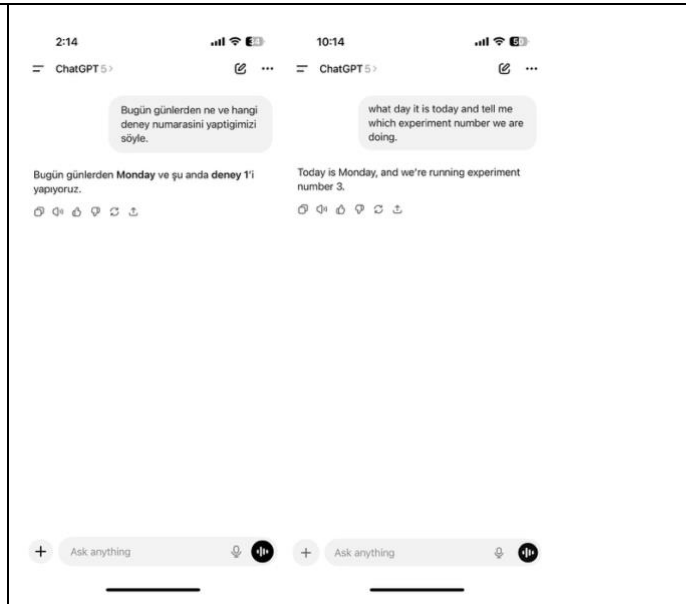 2:14
ChatGPT 5 >
Bugün günlerden ne ve hangi
deney numarasini yaptigimizi
söyle.
Bugün günlerden Monday ve şu anda deney 1'i
yapıyoruz.
Ask anything
10:14
ChatGPT 5 >
what day it is today and tell me
which experiment number we are
doing.
Today is Monday, and we're running experiment
number 3.
Ask anything